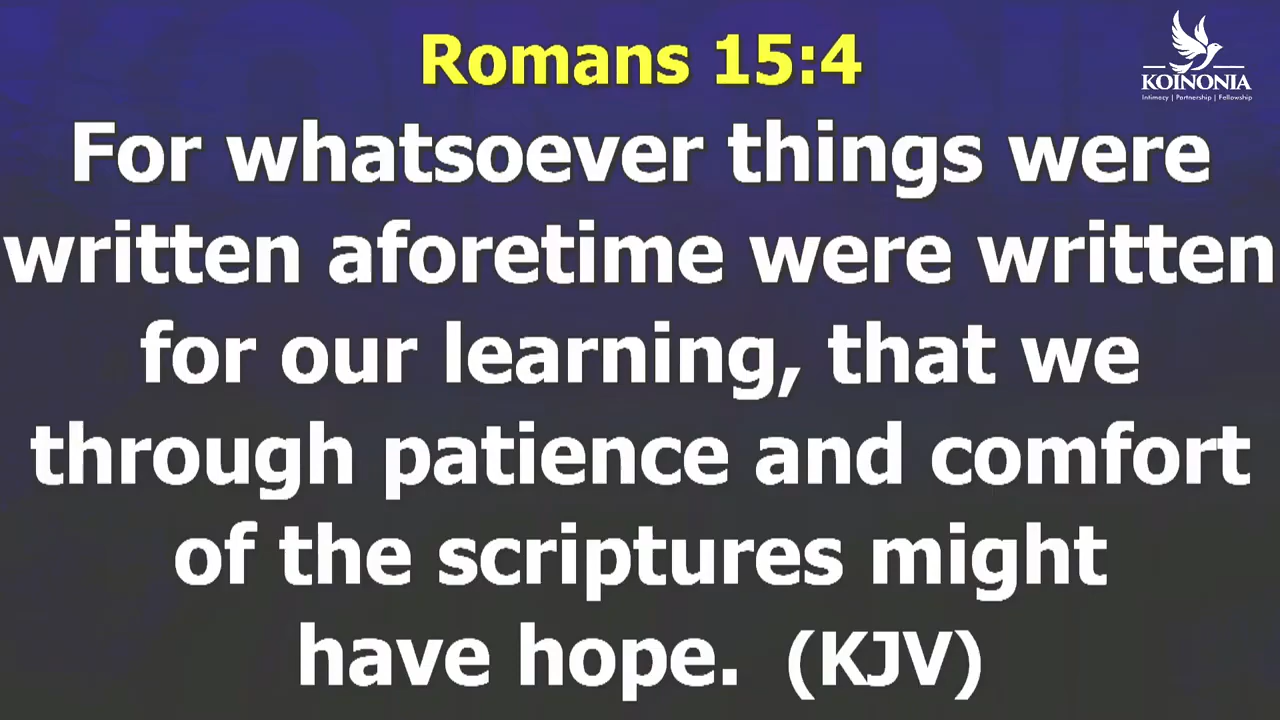 Romans 15:4
KOINONIA
Intimacy | Partnership | Fellowship
For whatsoever things were
written aforetime were written
for our learning, that we
through patience and comfort
of the scriptures might
have hope. (KJV)